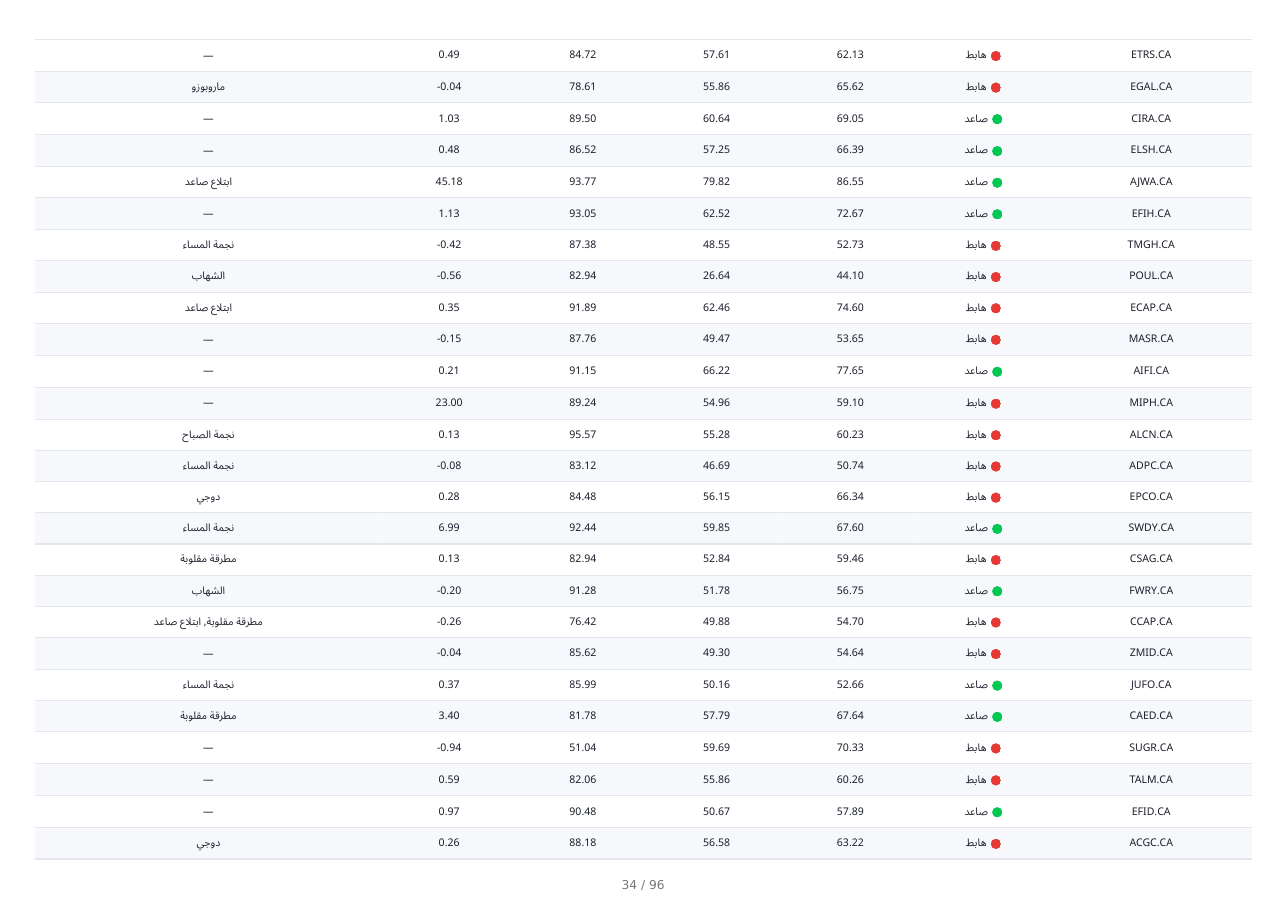 ETRS.CA هابط 62.13 57.61 84.72 0.49 —
EGAL.CA هابط 65.62 55.86 78.61 -0.04 ماروبوزو
CIRA.CA صاعد 69.05 60.64 89.50 1.03 —
ELSH.CA صاعد 66.39 57.25 86.52 0.48 —
AJWA.CA صاعد 86.55 79.82 93.77 45.18 ابتلاع صاعد
EFIH.CA صاعد 72.67 62.52 93.05 1.13 —
TMGH.CA هابط 52.73 48.55 87.38 -0.42 نجمة المساء
POUL.CA هابط 44.10 26.64 82.94 -0.56 الشهاب
ECAP.CA هابط 74.60 62.46 91.89 0.35 ابتلاع صاعد
MASR.CA هابط 53.65 49.47 87.76 -0.15 —
AIFI.CA صاعد 77.65 66.22 91.15 0.21 —
MIPH.CA هابط 59.10 54.96 89.24 23.00 —
ALCN.CA هابط 60.23 55.28 95.57 0.13 نجمة الصباح
ADPC.CA هابط 50.74 46.69 83.12 -0.08 نجمة المساء
EPCO.CA هابط 66.34 56.15 84.48 0.28 دوجي
SWDY.CA صاعد 67.60 59.85 92.44 6.99 نجمة المساء
CSAG.CA هابط 59.46 52.84 82.94 0.13 مطرقة مقلوبة
FWRY.CA صاعد 56.75 51.78 91.28 -0.20 الشهاب
CCAP.CA هابط 54.70 49.88 76.42 -0.26 مطرقة مقلوبة, ابتلاع صاعد
ZMID.CA هابط 54.64 49.30 85.62 -0.04 —
JUFO.CA صاعد 52.66 50.16 85.99 0.37 نجمة المساء
CAED.CA صاعد 67.64 57.79 81.78 3.40 مطرقة مقلوبة
SUGR.CA هابط 70.33 59.69 51.04 -0.94 —
TALM.CA هابط 60.26 55.86 82.06 0.59 —
EFID.CA صاعد 57.89 50.67 90.48 0.97 —
ACGC.CA هابط 63.22 56.58 88.18 0.26 دوجي
34 / 96